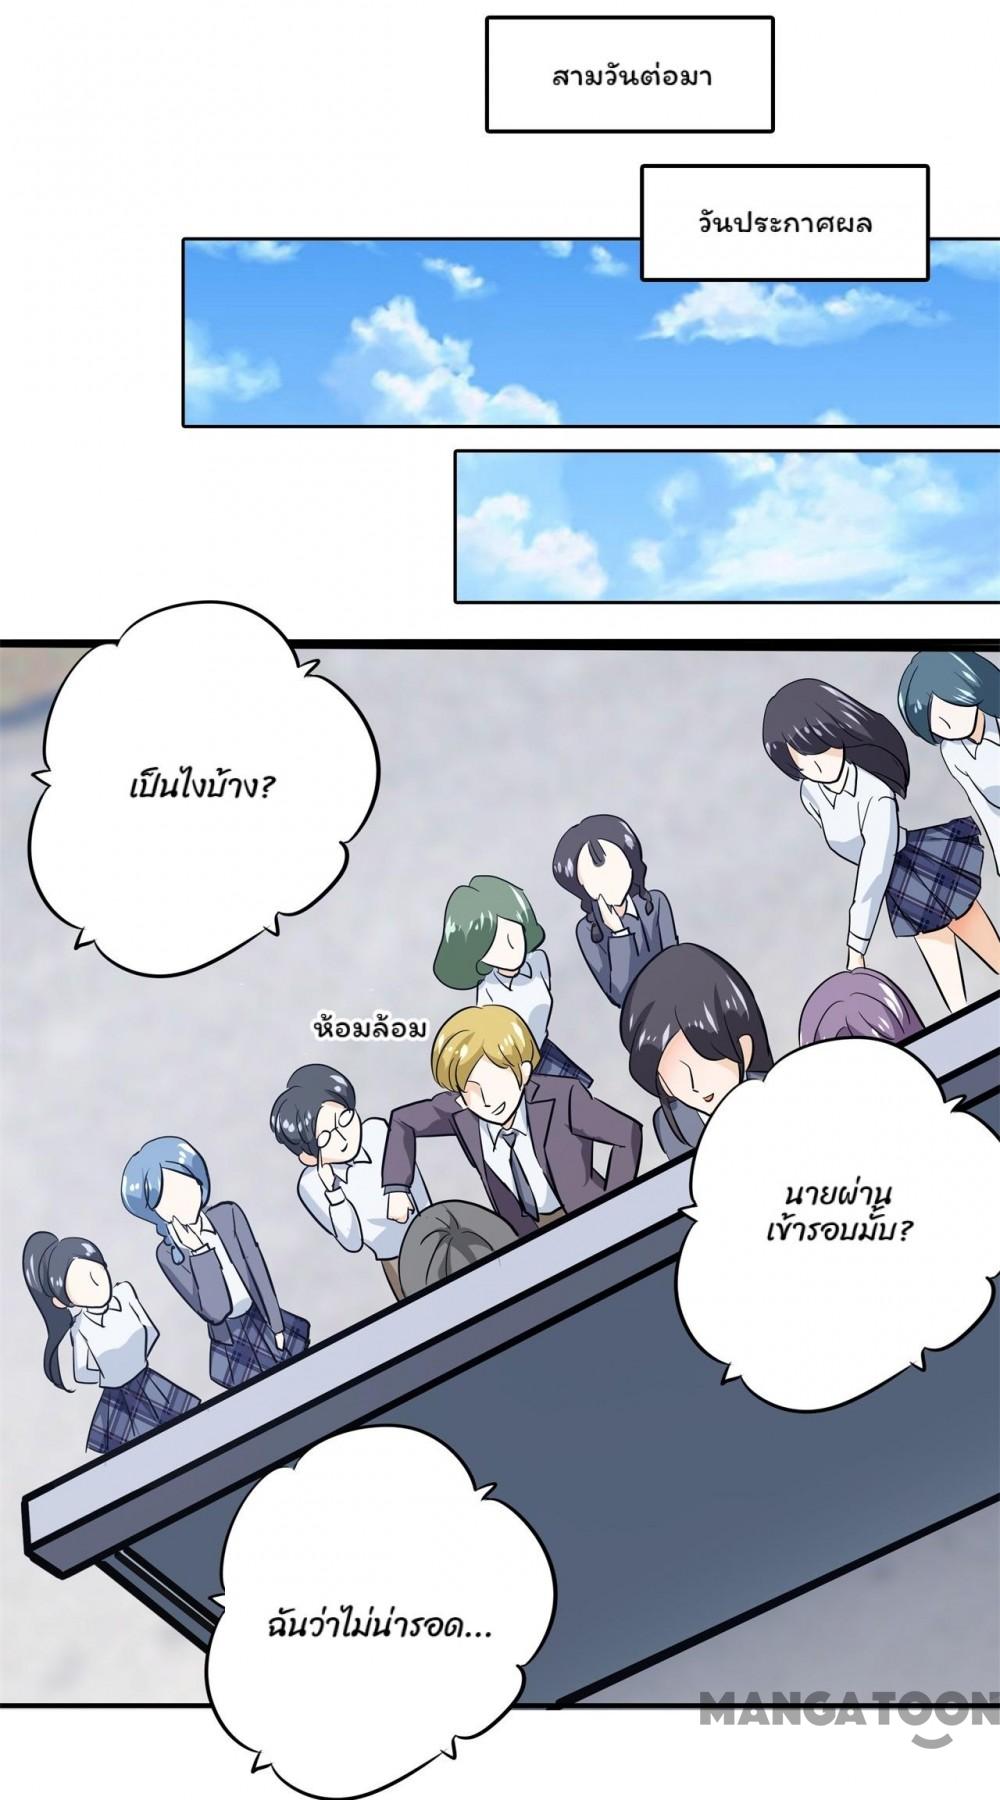 สามวันต่อมา
วันประกาศผล
เป็นไงบ้าง?
ห้อมล้อม
นายผ่าน
เข้ารอบมั้บ?
ฉันว่าไม่น่ารอด...
MANGATOON